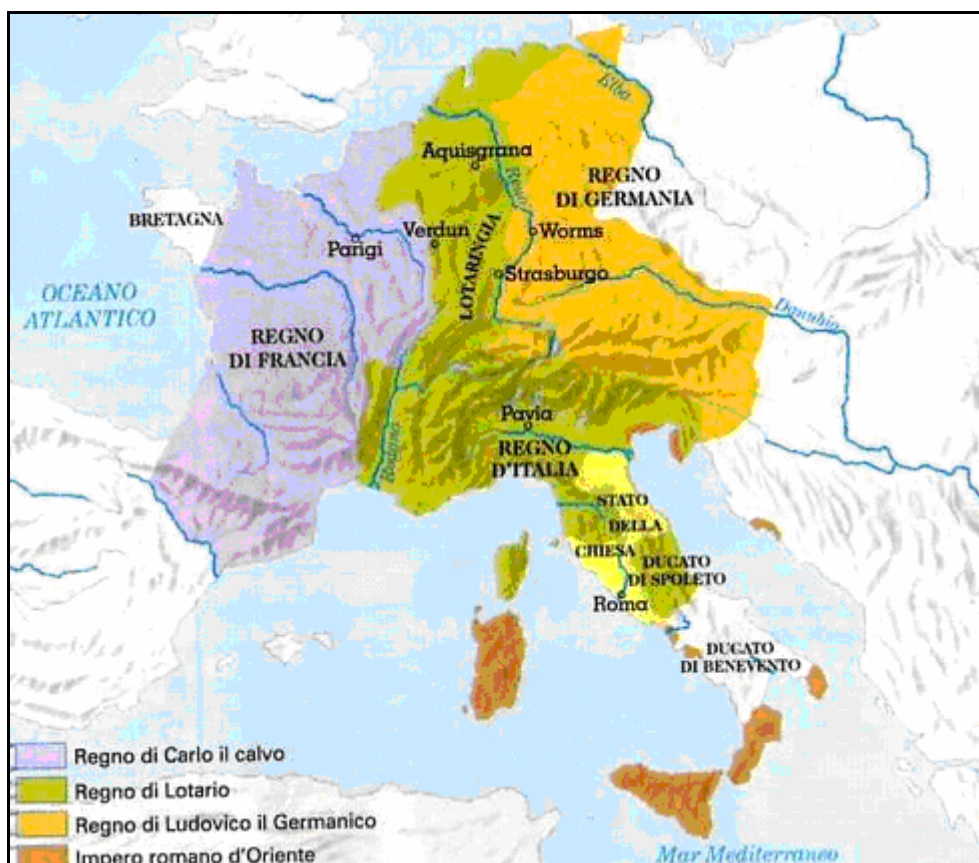 Elba
Aquisgrana
Reno
REGNO
DI GERMANIA
BRETAGNA
Parigi
Verdun
Worms
LOTARINGIA
Strasburgo
OCEANO
ATLANTICO
Danubio
REGNO
DI FRANCIA
Pavia
REGNO
D'ITALIA
Rodano
STATO
DELLA
CHIESA
DUCATO
DI SPOLETO
Roma
DUCATO
DI BENEVENTO
Regno di Carlo il calvo
Regno di Lotario
Regno di Ludovico il Germanico
Impero romano d'Oriente
Mar Mediterraneo